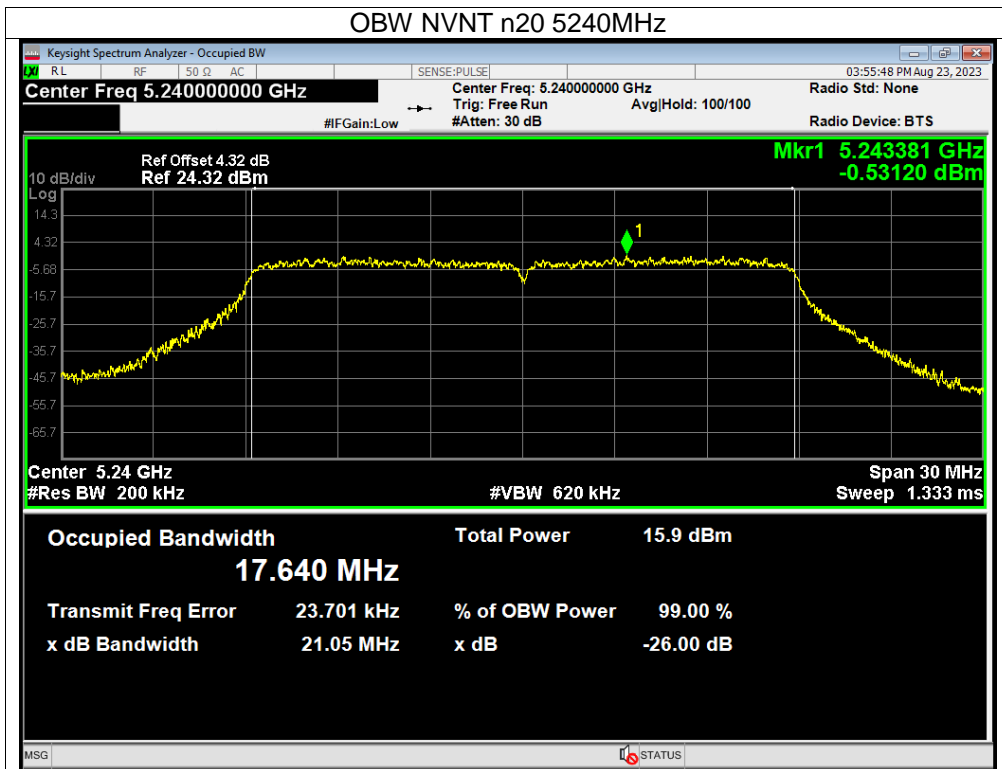 OBW NVNT n20 5240MHz
Keysight Spectrum Analyzer - Occupied BW
LXI RL RF 50 Ω AC SENSE:PULSE 03:55:48 PM Aug 23, 2023
Center Freq 5.240000000 GHz Center Freq: 5.240000000 GHz Radio Std: None
Trig: Free Run Avg|Hold: 100/100
#IFGain:Low #Atten: 30 dB Radio Device: BTS
Ref Offset 4.32 dB Mkr1 5.243381 GHz
10 dB/div Ref 24.32 dBm -0.53120 dBm
Log
14.3
1
4.32
-5.68
-15.7
-25.7
-35.7
-45.7
-55.7
-65.7
Center 5.24 GHz Span 30 MHz
#Res BW 200 kHz #VBW 620 kHz Sweep 1.333 ms
Occupied Bandwidth Total Power 15.9 dBm
17.640 MHz
Transmit Freq Error 23.701 kHz % of OBW Power 99.00 %
x dB Bandwidth 21.05 MHz x dB -26.00 dB
MSG STATUS